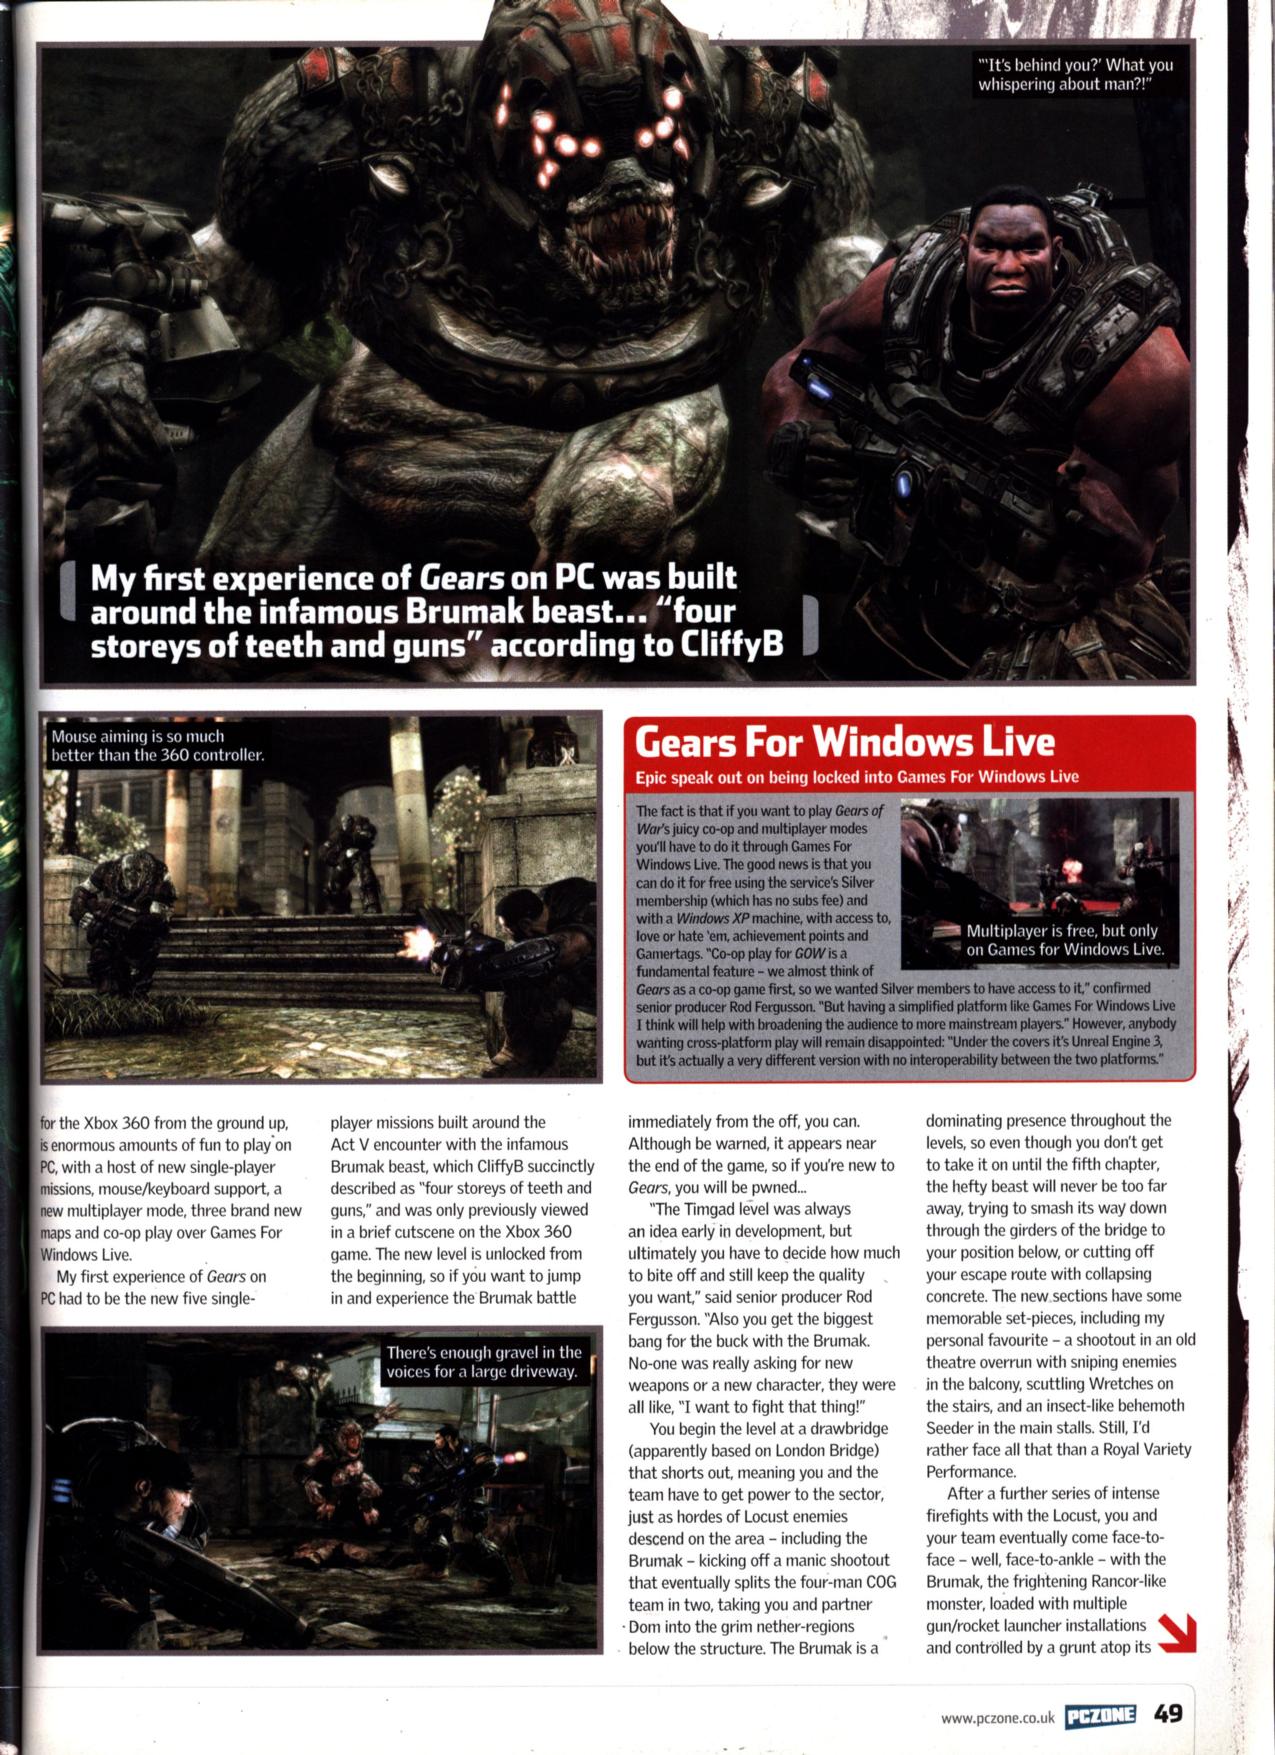 "'It's behind you?' What you
whispering about man?!"
My first experience of Gears on PC was built
around the infamous Brumak beast... "four
storeys of teeth and guns" according to CliffyB
Mouse aiming is so much
better than the 360 controller.
Gears For Windows Live
Epic speak out on being locked into Games For Windows Live
The fact is that if you want to play Gears of
War's juicy co-op and multiplayer modes
you'll have to do it through Games For
Windows Live. The good news is that you
can do it for free using the service's Silver
membership (which has no subs fee) and
with a Windows XP machine, with access to,
love or hate 'em, achievement points and
Gamertags. "Co-op play for GOW is a
fundamental feature – we almost think of
Gears as a co-op game first, so we wanted Silver members to have access to it," confirmed
senior producer Rod Fergusson. "But having a simplified platform like Games For Windows Live
I think will help with broadening the audience to more mainstream players." However, anybody
wanting cross-platform play will remain disappointed: "Under the covers it's Unreal Engine 3,
but it's actually a very different version with no interoperability between the two platforms."
Multiplayer is free, but only
on Games for Windows Live.
for the Xbox 360 from the ground up,
is enormous amounts of fun to play on
PC, with a host of new single-player
missions, mouse/keyboard support, a
new multiplayer mode, three brand new
maps and co-op play over Games For
Windows Live.
My first experience of Gears on
PC had to be the new five single-
player missions built around the
Act V encounter with the infamous
Brumak beast, which CliffyB succinctly
described as "four storeys of teeth and
guns," and was only previously viewed
in a brief cutscene on the Xbox 360
game. The new level is unlocked from
the beginning, so if you want to jump
in and experience the Brumak battle
There's enough gravel in the
voices for a large driveway.
immediately from the off, you can.
Although be warned, it appears near
the end of the game, so if you're new to
Gears, you will be pwned...
"The Timgad level was always
an idea early in development, but
ultimately you have to decide how much
to bite off and still keep the quality
you want," said senior producer Rod
Fergusson. "Also you get the biggest
bang for the buck with the Brumak.
No-one was really asking for new
weapons or a new character, they were
all like, "I want to fight that thing!"
You begin the level at a drawbridge
(apparently based on London Bridge)
that shorts out, meaning you and the
team have to get power to the sector,
just as hordes of Locust enemies
descend on the area – including the
Brumak – kicking off a manic shootout
that eventually splits the four-man COG
team in two, taking you and partner
Dom into the grim nether-regions
below the structure. The Brumak is a
dominating presence throughout the
levels, so even though you don't get
to take it on until the fifth chapter,
the hefty beast will never be too far
away, trying to smash its way down
through the girders of the bridge to
your position below, or cutting off
your escape route with collapsing
concrete. The new sections have some
memorable set-pieces, including my
personal favourite – a shootout in an old
theatre overrun with sniping enemies
in the balcony, scuttling Wretches on
the stairs, and an insect-like behemoth
Seeder in the main stalls. Still, I'd
rather face all that than a Royal Variety
Performance.
After a further series of intense
firefights with the Locust, you and
your team eventually come face-to-
face – well, face-to-ankle – with the
Brumak, the frightening Rancor-like
monster, loaded with multiple
gun/rocket launcher installations
and controlled by a grunt atop its
www.pczone.co.uk PCZONE 49